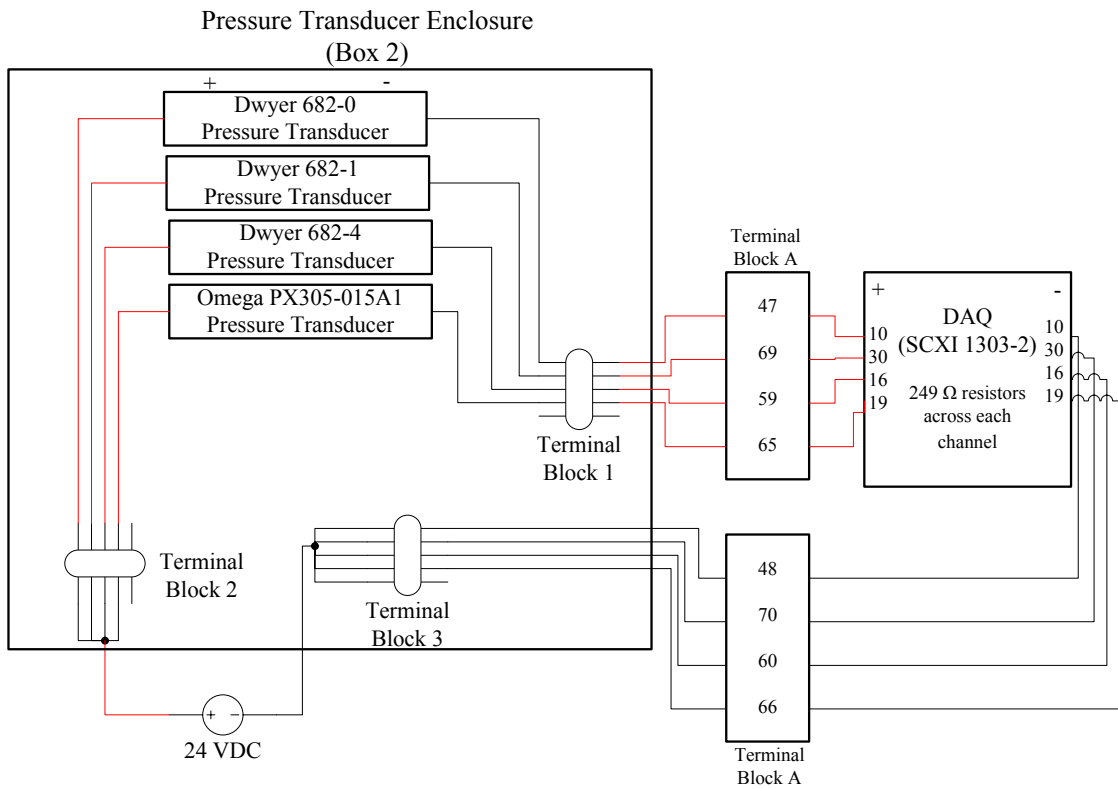 Pressure Transducer Enclosure
(Box 2)
+ -
Dwyer 682-0
Pressure Transducer
Dwyer 682-1
Pressure Transducer
Dwyer 682-4
Pressure Transducer
Omega PX305-015A1
Pressure Transducer
Terminal
Block 1
Terminal
Block 2
Terminal
Block 3
+ -
24 VDC
Terminal
Block A
47
69
59
65
+ -
DAQ
(SCXI 1303-2)
249 Ω resistors
across each
channel
10
30
16
19
10
30
16
19
48
70
60
66
Terminal
Block A